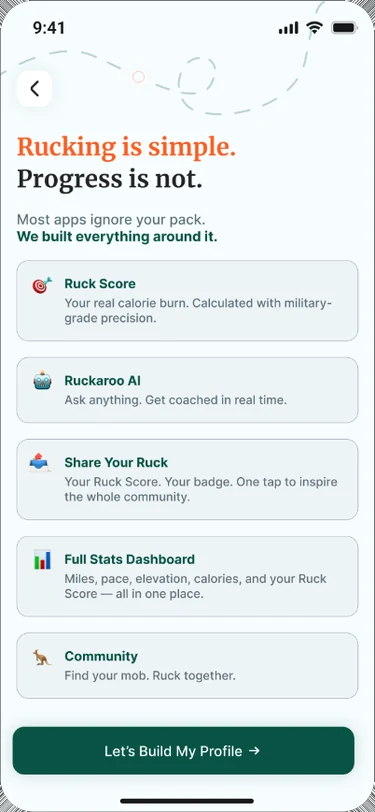 9:41
Rucking is simple.
Progress is not.
Most apps ignore your pack.
We built everything around it.
Ruck Score
Your real calorie burn. Calculated with military-
grade precision.
Ruckaroo AI
Ask anything. Get coached in real time.
Share Your Ruck
Your Ruck Score. Your badge. One tap to inspire
the whole community.
Full Stats Dashboard
Miles, pace, elevation, calories, and your Ruck
Score — all in one place.
Community
Find your mob. Ruck together.
Let’s Build My Profile →